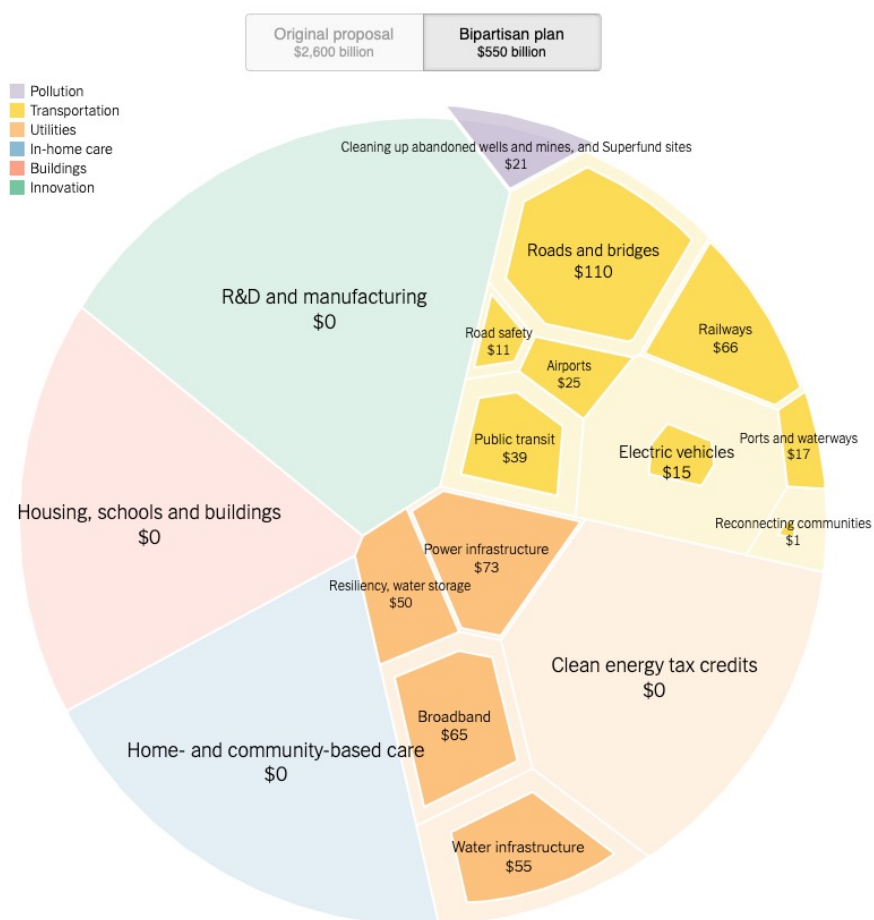 Original proposal
$2,600 billion
Bipartisan plan
$550 billion
Pollution
Transportation
Utilities
In-home care
Buildings
Innovation
Cleaning up abandoned wells and mines, and Superfund sites
$21
Roads and bridges
$110
R&D and manufacturing
$0
Road safety
$11
Railways
$66
Airports
$25
Public transit
$39
Electric vehicles
$15
Ports and waterways
$17
Housing, schools and buildings
$0
Reconnecting communities
$1
Power infrastructure
$73
Resiliency, water storage
$50
Clean energy tax credits
$0
Broadband
$65
Home- and community-based care
$0
Water infrastructure
$55